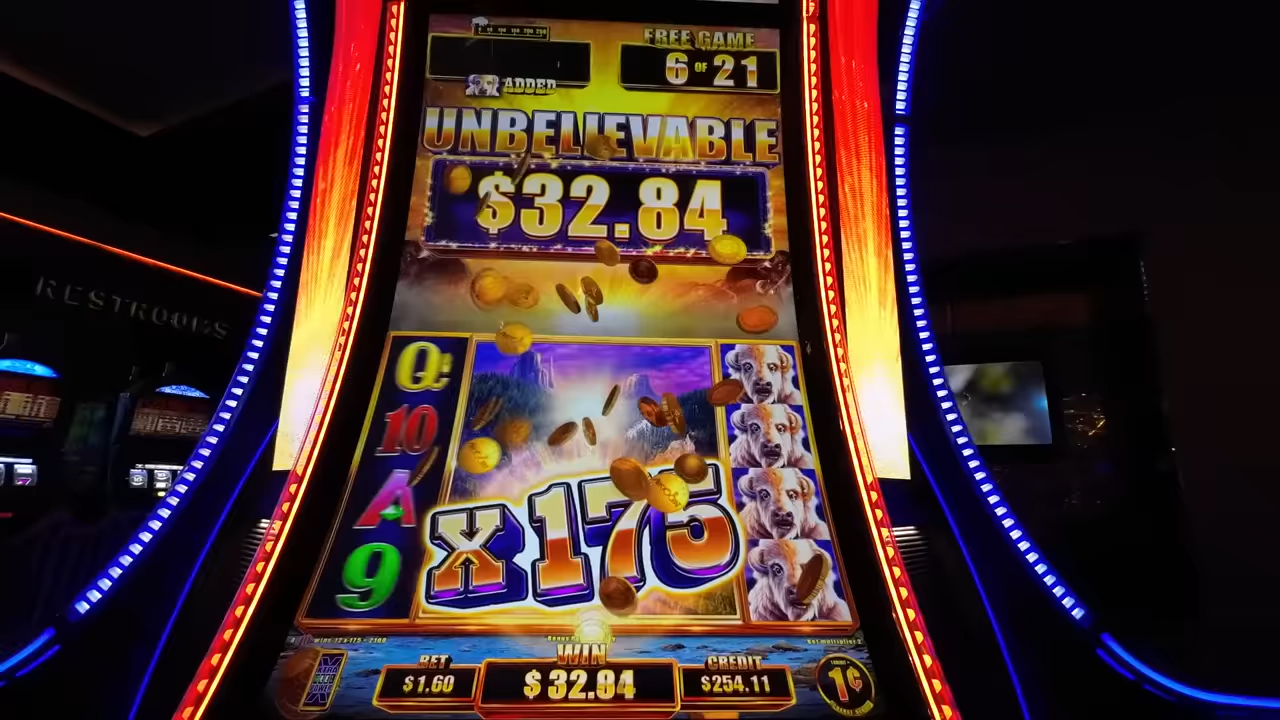 FREE GAME
6 OF 21
ADDED
UNBELIEVABLE
$32.84
RESTROOMS
Q
10
A
9
X175
BET
$1.60
WIN
$32.84
CREDIT
$254.11
1¢